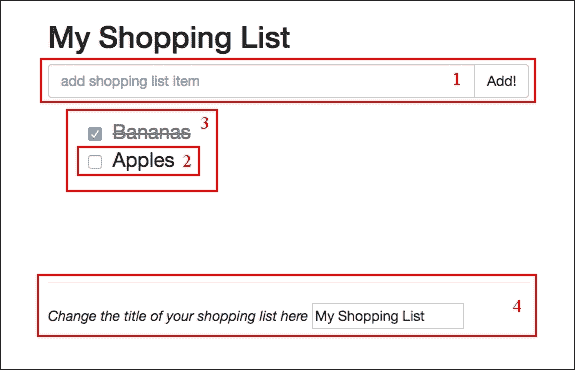 My Shopping List
add shopping list item 1 Add!
Bananas 3
Apples 2
Change the title of your shopping list here My Shopping List 4